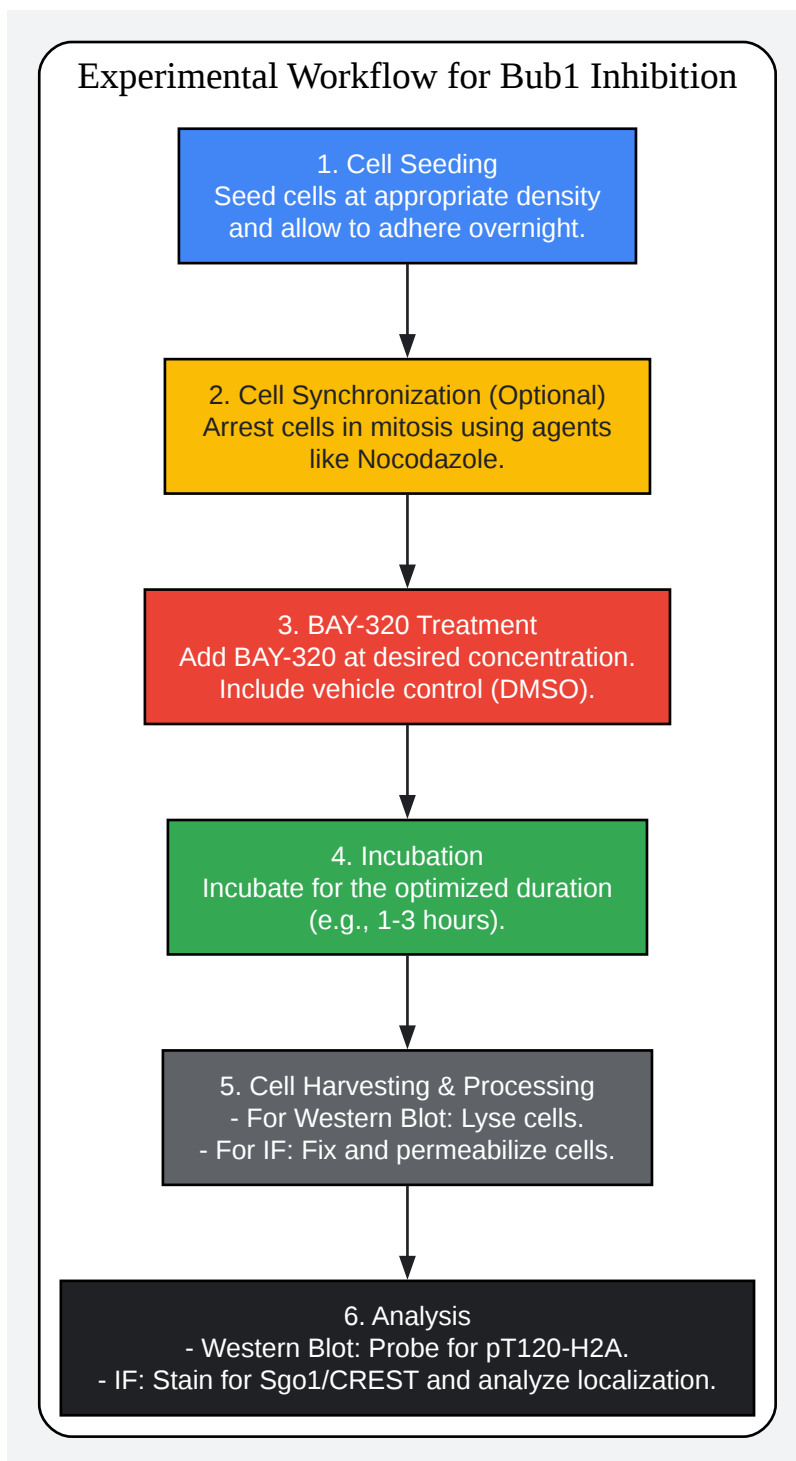 Experimental Workflow for Bub1 Inhibition
1. Cell Seeding
Seed cells at appropriate density
and allow to adhere overnight.
2. Cell Synchronization (Optional)
Arrest cells in mitosis using agents
like Nocodazole.
3. BAY-320 Treatment
Add BAY-320 at desired concentration.
Include vehicle control (DMSO).
4. Incubation
Incubate for the optimized duration
(e.g., 1-3 hours).
5. Cell Harvesting & Processing
- For Western Blot: Lyse cells.
- For IF: Fix and permeabilize cells.
6. Analysis
- Western Blot: Probe for pT120-H2A.
- IF: Stain for Sgo1/CREST and analyze localization.